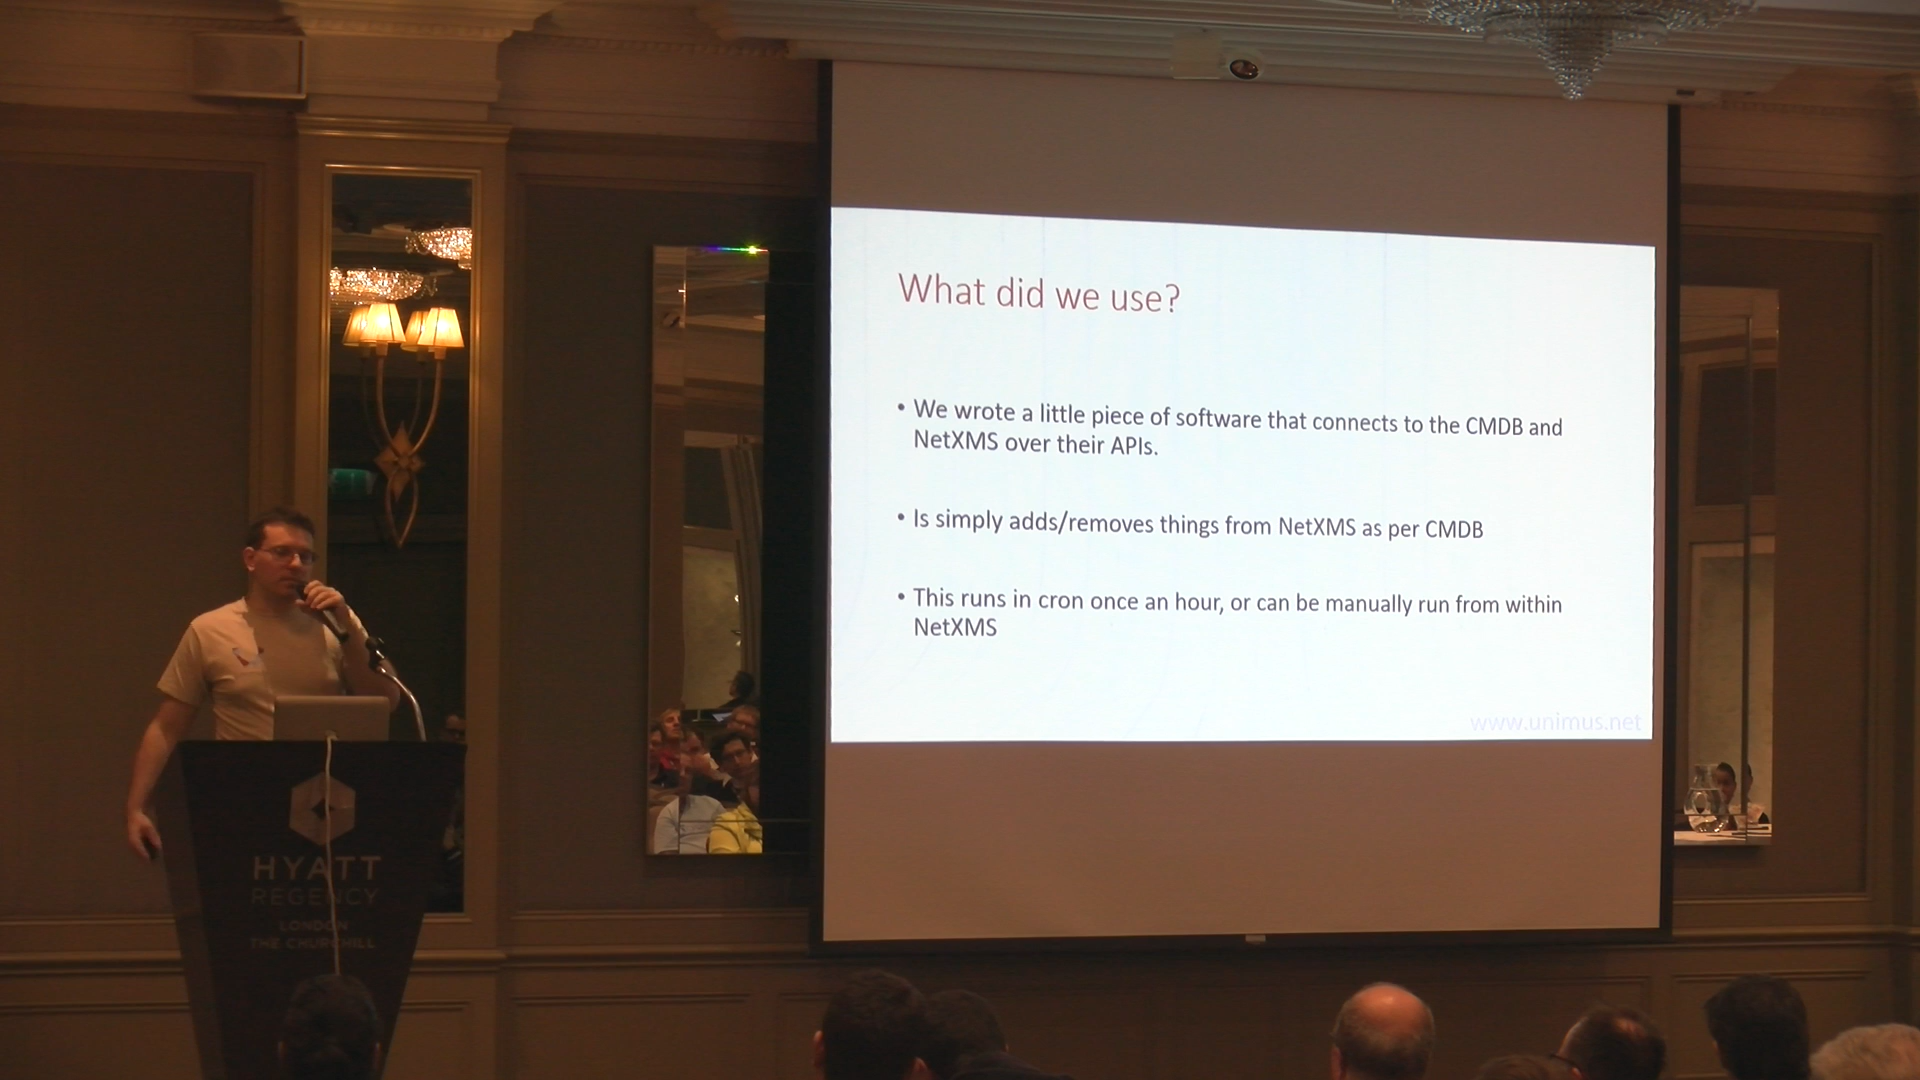 What did we use?
• We wrote a little piece of software that connects to the CMDB and
NetXMS over their APIs.
• Is simply adds/removes things from NetXMS as per CMDB
• This runs in cron once an hour, or can be manually run from within
NetXMS
www.unimus.net
HYATT
REGENCY
LONDON
THE CHURCHILL